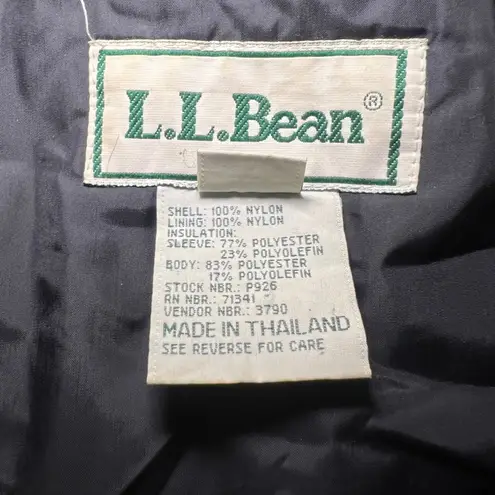 L.L.Bean®
SHELL: 100% NYLON
LINING: 100% NYLON
INSULATION:
SLEEVE: 77% POLYESTER
23% POLYOLEFIN
BODY: 83% POLYESTER
17% POLYOLEFIN
STOCK NBR.: P926
RN NBR.: 71341
VENDOR NBR.: 3790
MADE IN THAILAND
SEE REVERSE FOR CARE